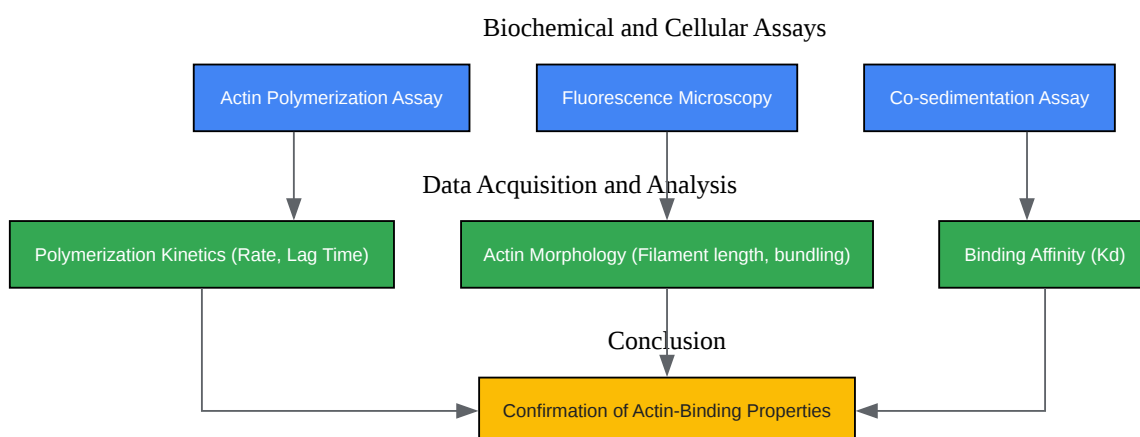 Biochemical and Cellular Assays
Actin Polymerization Assay
Fluorescence Microscopy
Co-sedimentation Assay
Data Acquisition and Analysis
Polymerization Kinetics (Rate, Lag Time)
Actin Morphology (Filament length, bundling)
Binding Affinity (Kd)
Conclusion
Confirmation of Actin-Binding Properties